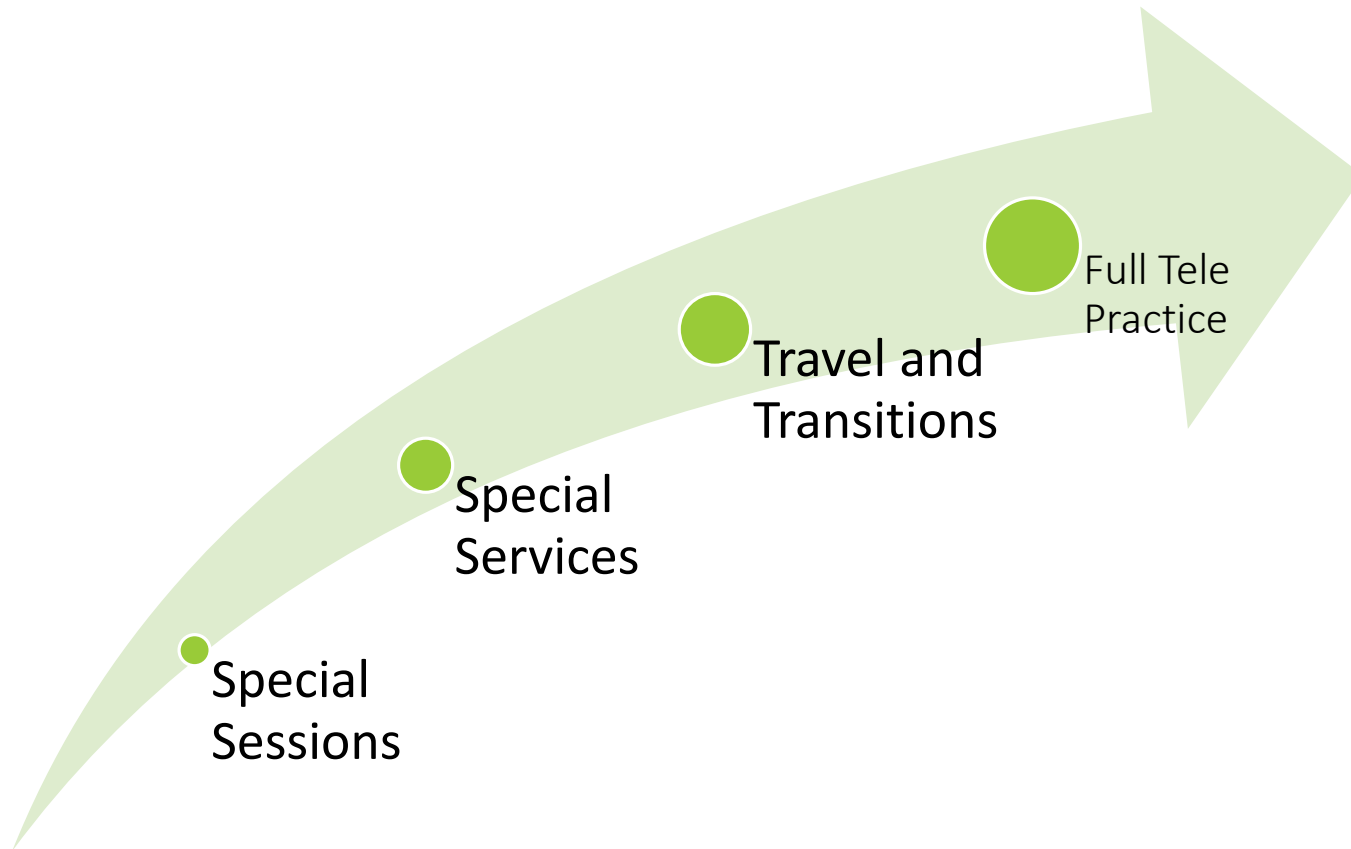 Special
Sessions
Special
Services
Travel and
Transitions
Full Tele
Practice